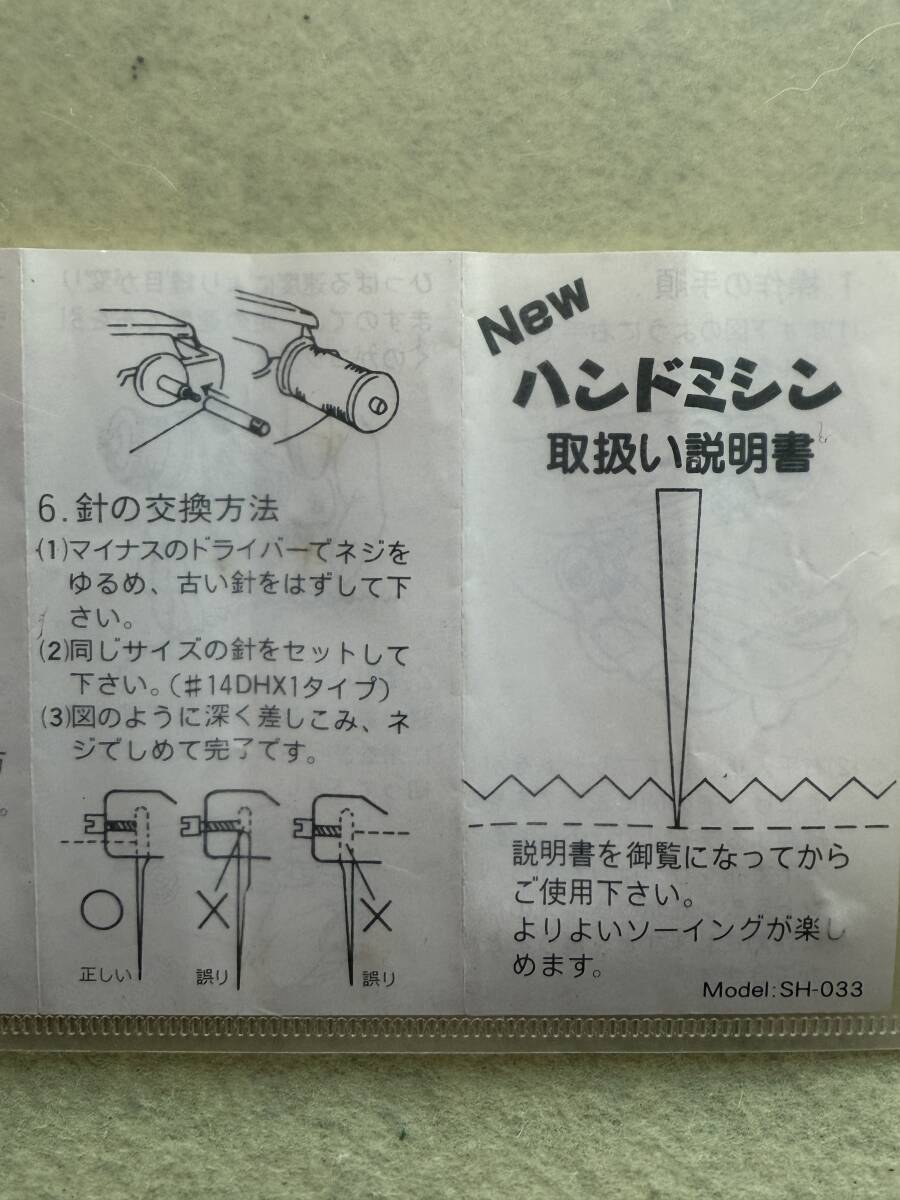 6.針の交換方法
(1)マイナスのドライバーでネジを
ゆるめ、古い針をはずして下
さい。
(2)同じサイズの針をセットして
下さい。(♯14DHX1タイプ)
(3)図のように深く差しこみ、ネ
ジでしめて完了です。
正しい
誤り
誤り
New
ハンドミシン
取扱い説明書
説明書を御覧になってから
ご使用下さい。
よりよいソーイングが楽し
めます。
Model:SH-033